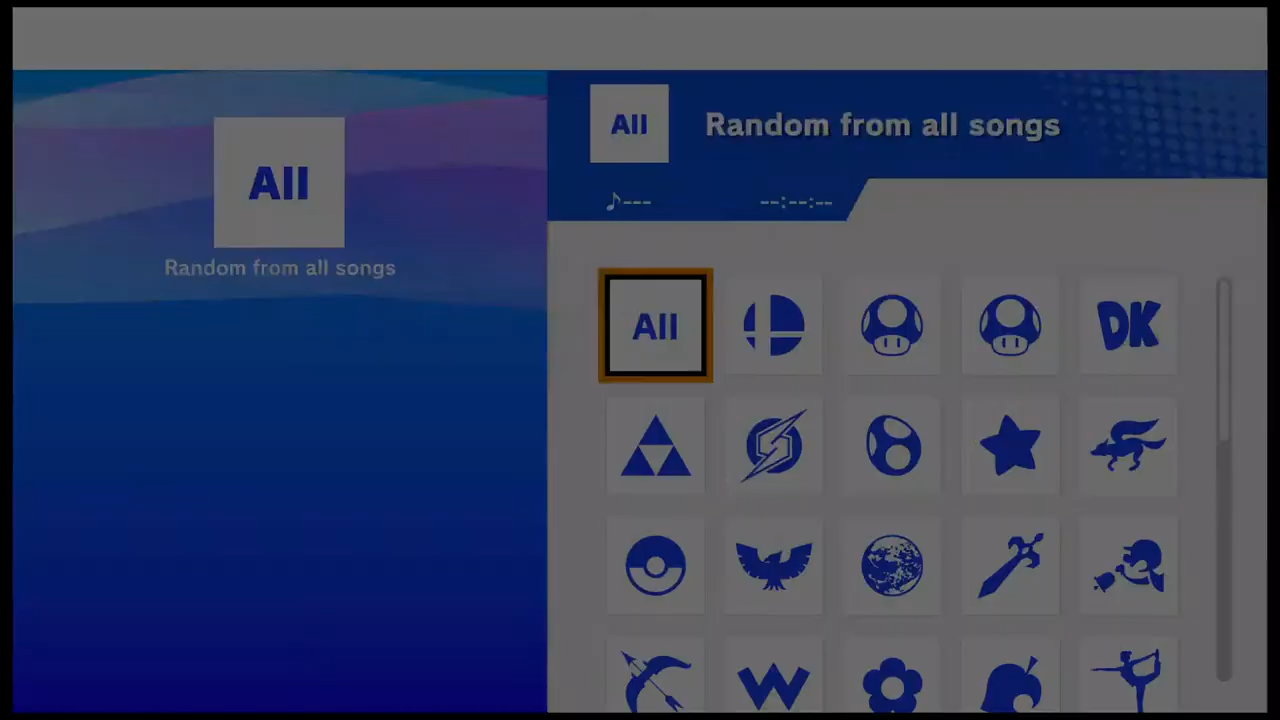 All
Random from all songs
All
Random from all songs
♪--- --:--:--
All
DK